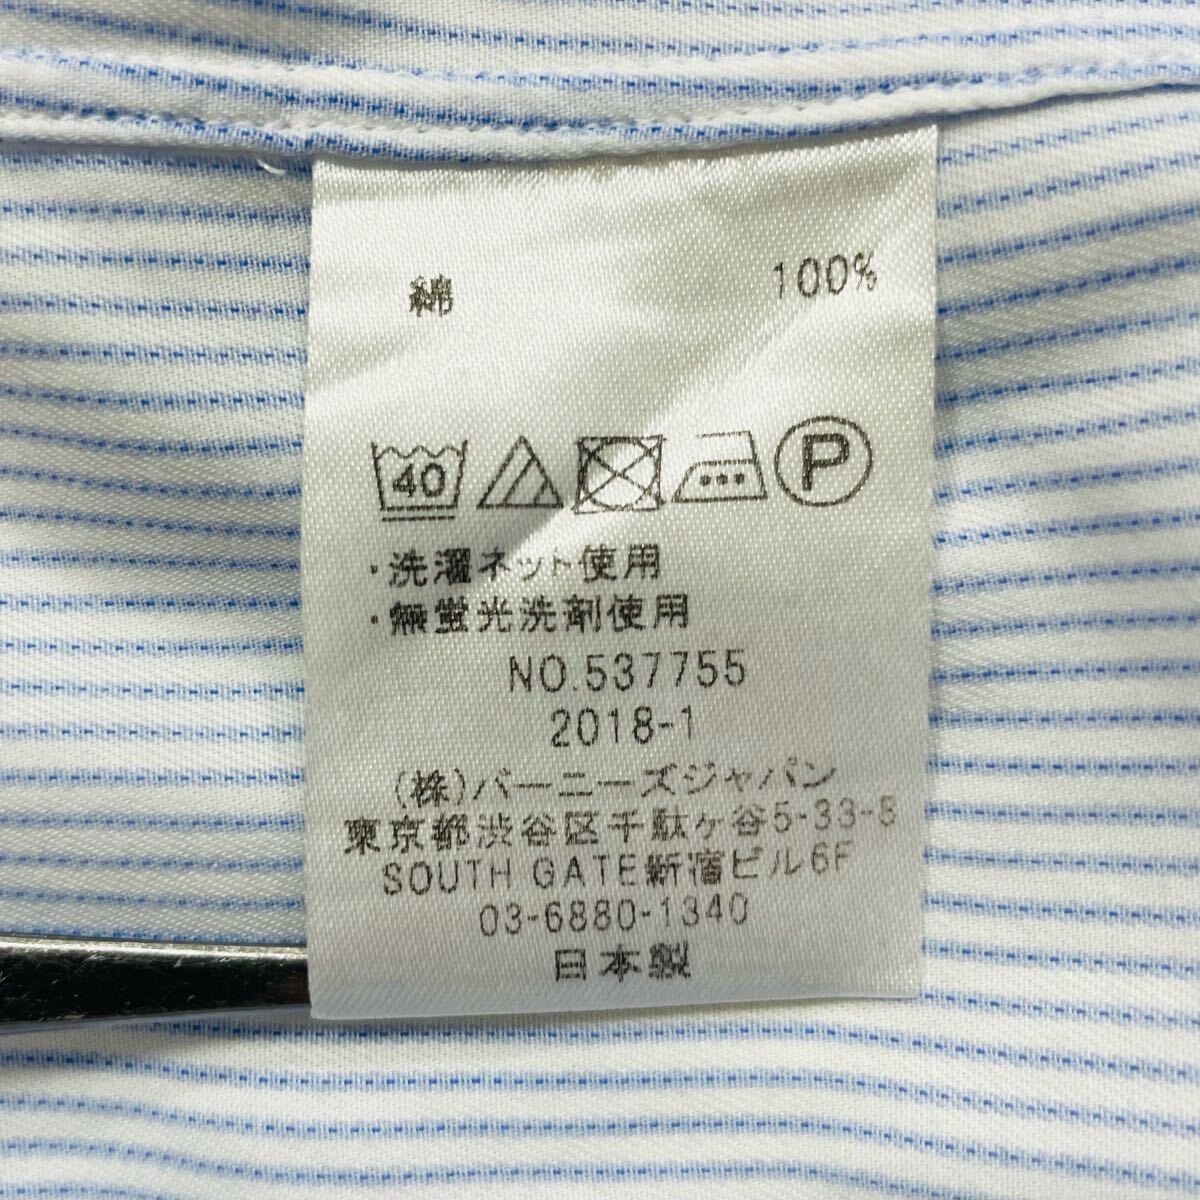 綿 100%
40 P
・洗濯ネット使用
・無蛍光洗剤使用
NO.537755
2018-1
(株)バーニーズジャパン
東京都渋谷区千駄ヶ谷5-33-8
SOUTH GATE新宿ビル6F
03-6880-1340
日本製